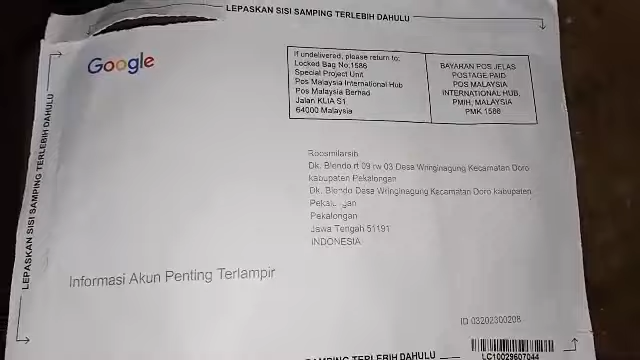 LEPASKAN SISI SAMPING TERLEBIH DAHULU
Google
If undelivered, please return to:
Locked Bag No:1586
Special Project Unit
Pos Malaysia International Hub
Pos Malaysia Berhad
Jalan KLIA S1
64000 Malaysia
BAYARAN POS JELAS
POSTAGE PAID
POS MALAYSIA
INTERNATIONAL HUB,
PMIH, MALAYSIA
PMK 1586
LEPASKAN SISI SAMPING TERLEBIH DAHULU
Roosmilarsih
Dk. Blendo rt 09 rw 03 Desa Wringinagung Kecamatan Doro
kabupaten Pekalongan
Dk. Blendo Desa Wringinagung Kecamatan Doro kabupaten
Pekalongan
Pekalongan
Jawa Tengah 51191
INDONESIA
Informasi Akun Penting Terlampir
ID 03202300208
SAMPING TERLEBIH DAHULU
LC10029607044